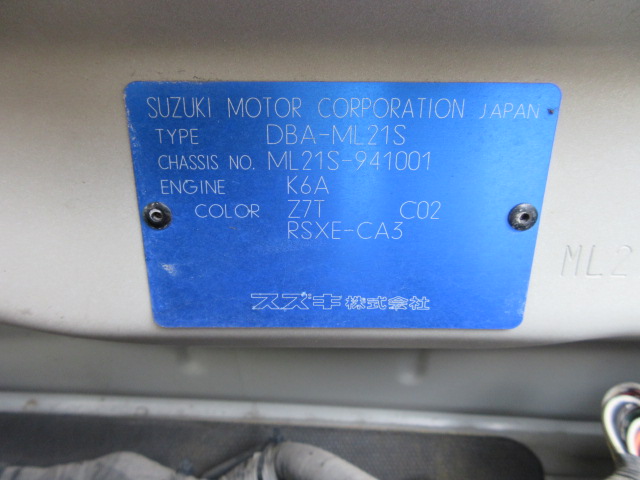 SUZUKI MOTOR CORPORATION JAPAN
TYPE DBA-ML21S
CHASSIS NO. ML21S-941001
ENGINE K6A
COLOR Z7T C02
RSXE-CA3
スズキ株式会社
ML2